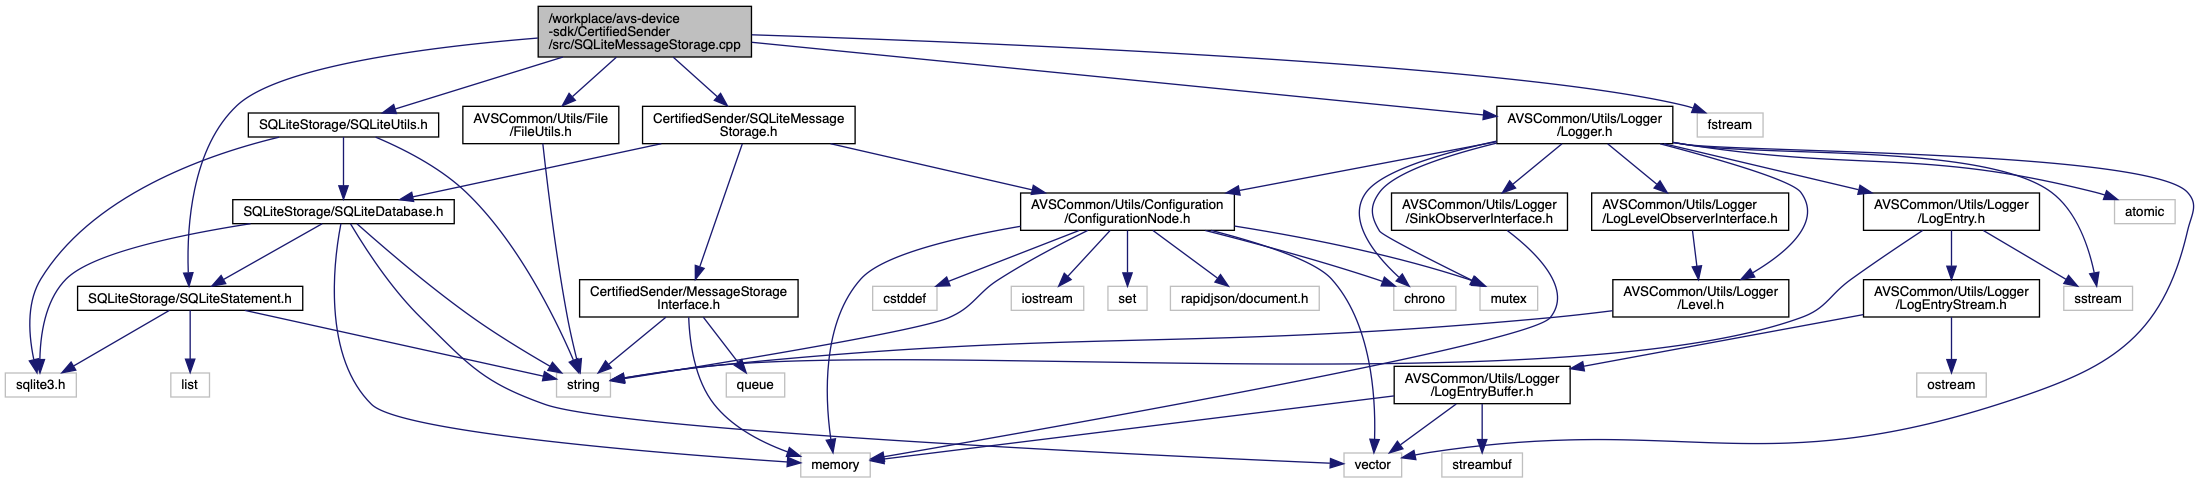 /workplace/avs-device
-sdk/CertifiedSender
/src/SQLiteMessageStorage.cpp
SQLiteStorage/SQLiteUtils.h
AVSCommon/Utils/File
/FileUtils.h
CertifiedSender/SQLiteMessage
Storage.h
AVSCommon/Utils/Logger
/Logger.h
fstream
SQLiteStorage/SQLiteDatabase.h
AVSCommon/Utils/Configuration
/ConfigurationNode.h
AVSCommon/Utils/Logger
/SinkObserverInterface.h
AVSCommon/Utils/Logger
/LogLevelObserverInterface.h
AVSCommon/Utils/Logger
/LogEntry.h
atomic
SQLiteStorage/SQLiteStatement.h
CertifiedSender/MessageStorage
Interface.h
cstddef
iostream
set
rapidjson/document.h
chrono
mutex
AVSCommon/Utils/Logger
/Level.h
AVSCommon/Utils/Logger
/LogEntryStream.h
sstream
sqlite3.h
list
string
queue
AVSCommon/Utils/Logger
/LogEntryBuffer.h
ostream
memory
vector
streambuf